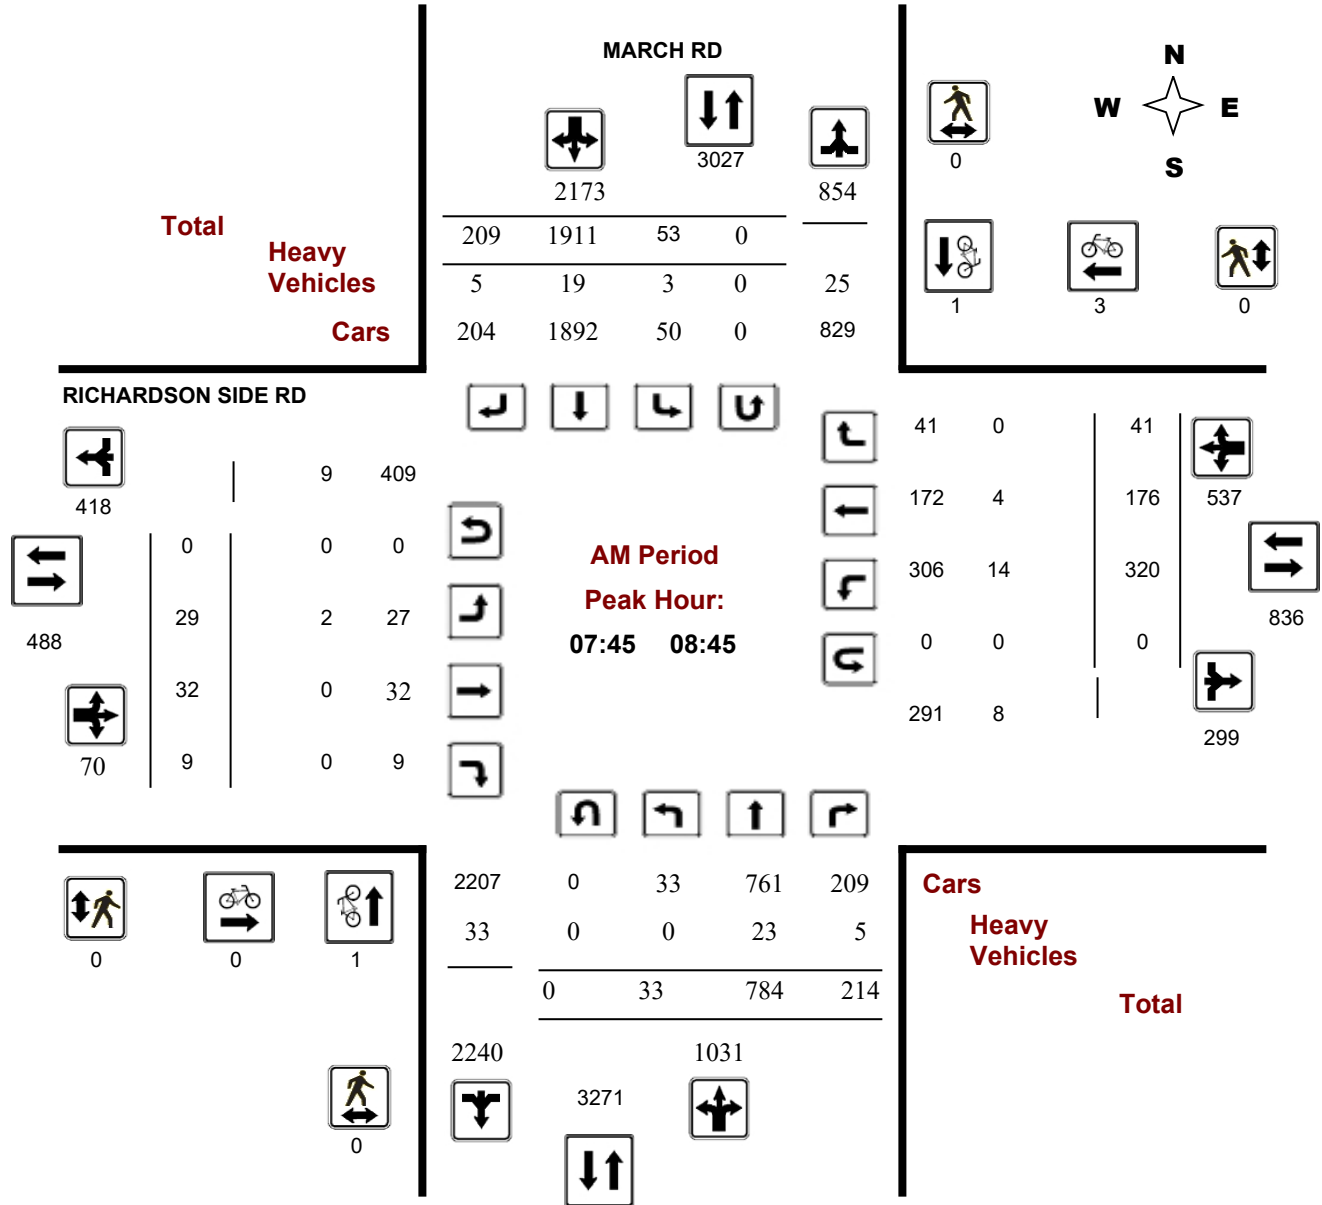 MARCH RD
N
W E
S
3027
0
2173 854
Total
209 1911 53 0
Heavy
Vehicles
5 19 3 0 25
1 3 0
Cars
204 1892 50 0 829
RICHARDSON SIDE RD
41 0 41
9 409
418
172 4 176 537
0 0 0
AM Period
306 14 320
Peak Hour:
29 2 27
836
488
07:45 08:45
0 0 0
32 0 32
291 8
299
70 9 0 9
2207 0 33 761 209
Cars
33 0 0 23 5
Heavy
Vehicles
0 0 1
0 33 784 214
Total
2240 1031
3271
0